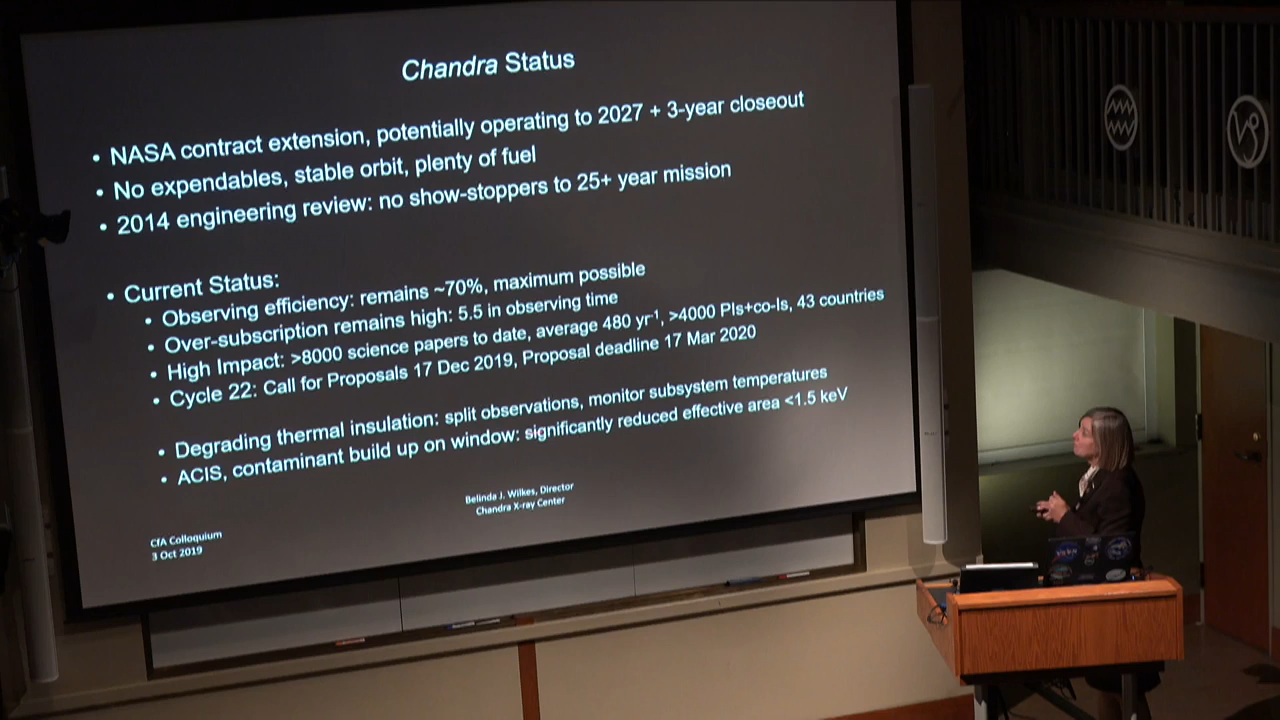 Chandra Status
• NASA contract extension, potentially operating to 2027 + 3-year closeout
• No expendables, stable orbit, plenty of fuel
• 2014 engineering review: no show-stoppers to 25+ year mission
• Current Status:
• Observing efficiency: remains ~70%, maximum possible
• Over-subscription remains high: 5.5 in observing time
• High Impact: >8000 science papers to date, average 480 yr⁻¹, >4000 PIs+co-Is, 43 countries
• Cycle 22: Call for Proposals 17 Dec 2019, Proposal deadline 17 Mar 2020
• Degrading thermal insulation: split observations, monitor subsystem temperatures
• ACIS, contaminant build up on window: significantly reduced effective area <1.5 keV
Belinda J. Wilkes, Director
Chandra X-ray Center
CfA Colloquium
3 Oct 2019
NASA